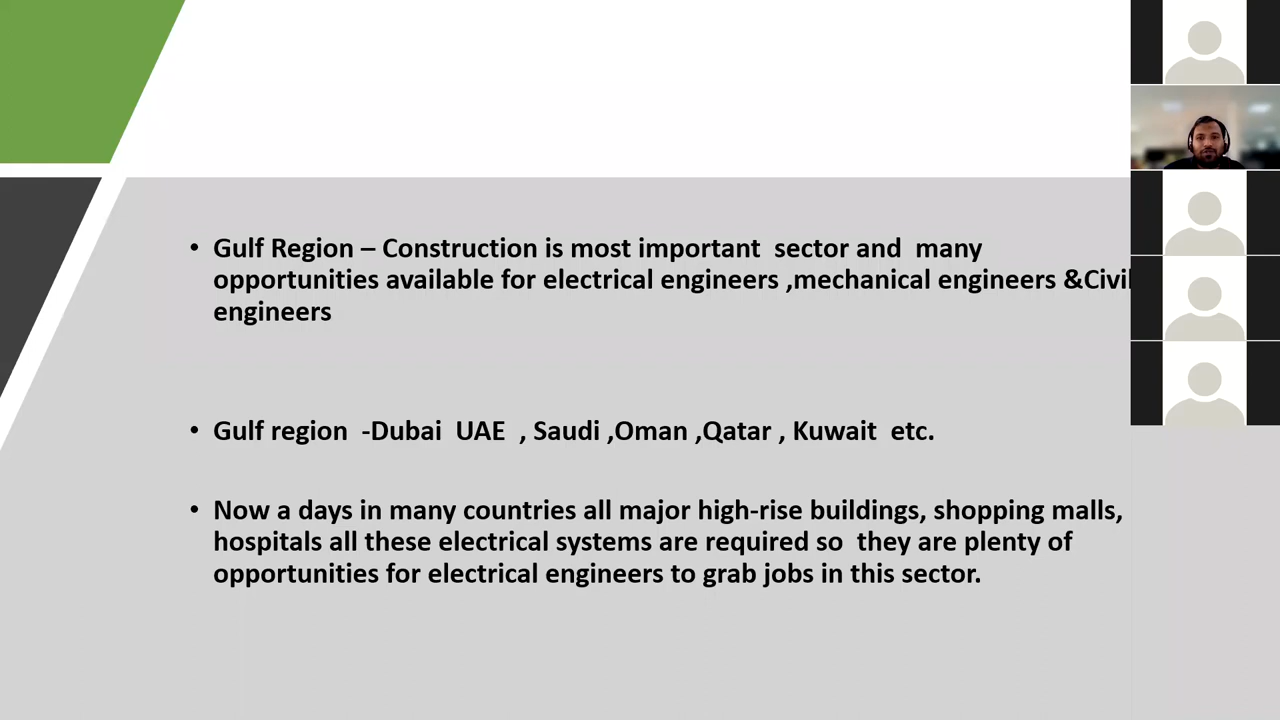 • Gulf Region – Construction is most important  sector and  many
opportunities available for electrical engineers ,mechanical engineers &Civil
engineers
• Gulf region  -Dubai  UAE  , Saudi ,Oman ,Qatar , Kuwait  etc.
• Now a days in many countries all major high-rise buildings, shopping malls,
hospitals all these electrical systems are required so  they are plenty of
opportunities for electrical engineers to grab jobs in this sector.